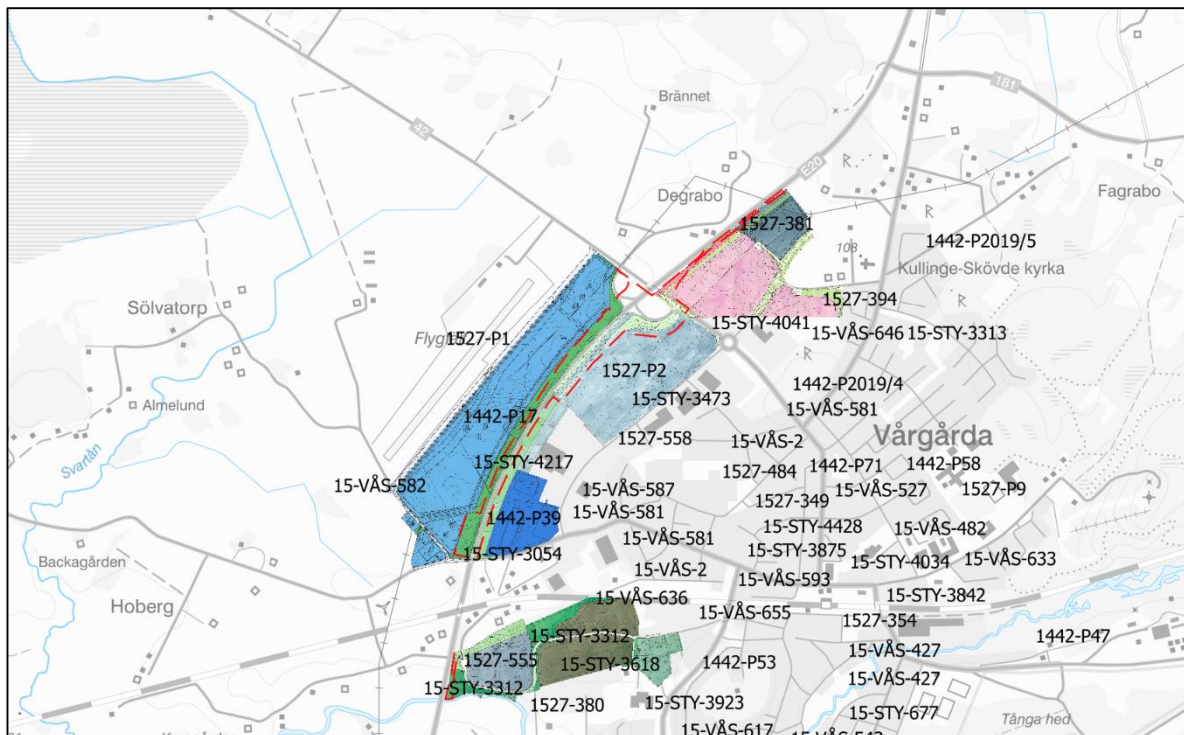 181
Brännet
42
E20
Degrabo
Fagrabo
1527-381
108
1442-P2019/5
Kullinge-Skövde kyrka
Sölvatorp
1527-394
15-STY-4041
15-VÅS-646
15-STY-3313
1527-P1
1527-P2
1442-P2019/4
15-STY-3473
15-VÅS-581
Almelund
1442-P17
1527-558
15-VÅS-2
Vårgårda
Svartån
15-STY-4217
1527-484
1442-P71
1442-P58
15-VÅS-582
15-VÅS-587
15-VÅS-527
1527-P9
1527-349
1442-P39
15-VÅS-581
15-STY-4428
15-VÅS-482
15-VÅS-581
15-STY-3054
15-STY-3875
15-STY-4034
15-VÅS-633
Backagården
15-VÅS-2
15-VÅS-593
Hoberg
15-VÅS-636
15-VÅS-655
15-STY-3842
1527-354
15-STY-3312
1442-P47
15-VÅS-427
1527-555
15-STY-3618
1442-P53
15-VÅS-427
15-STY-3312
1527-380
15-STY-3923
15-STY-677
Tånga hed
15-VÅS-617